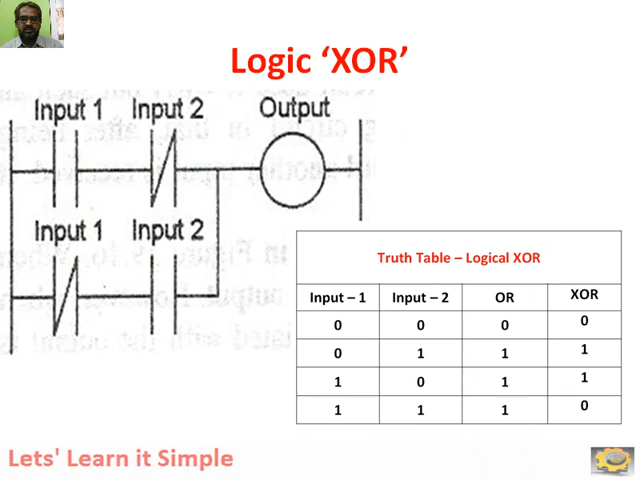 Logic ‘XOR’
Input 1 Input 2 Output
Input 1 Input 2
Truth Table – Logical XOR
Input – 1 Input – 2 OR XOR
0 0 0 0
0 1 1 1
1 0 1 1
1 1 1 0
Lets' Learn it Simple